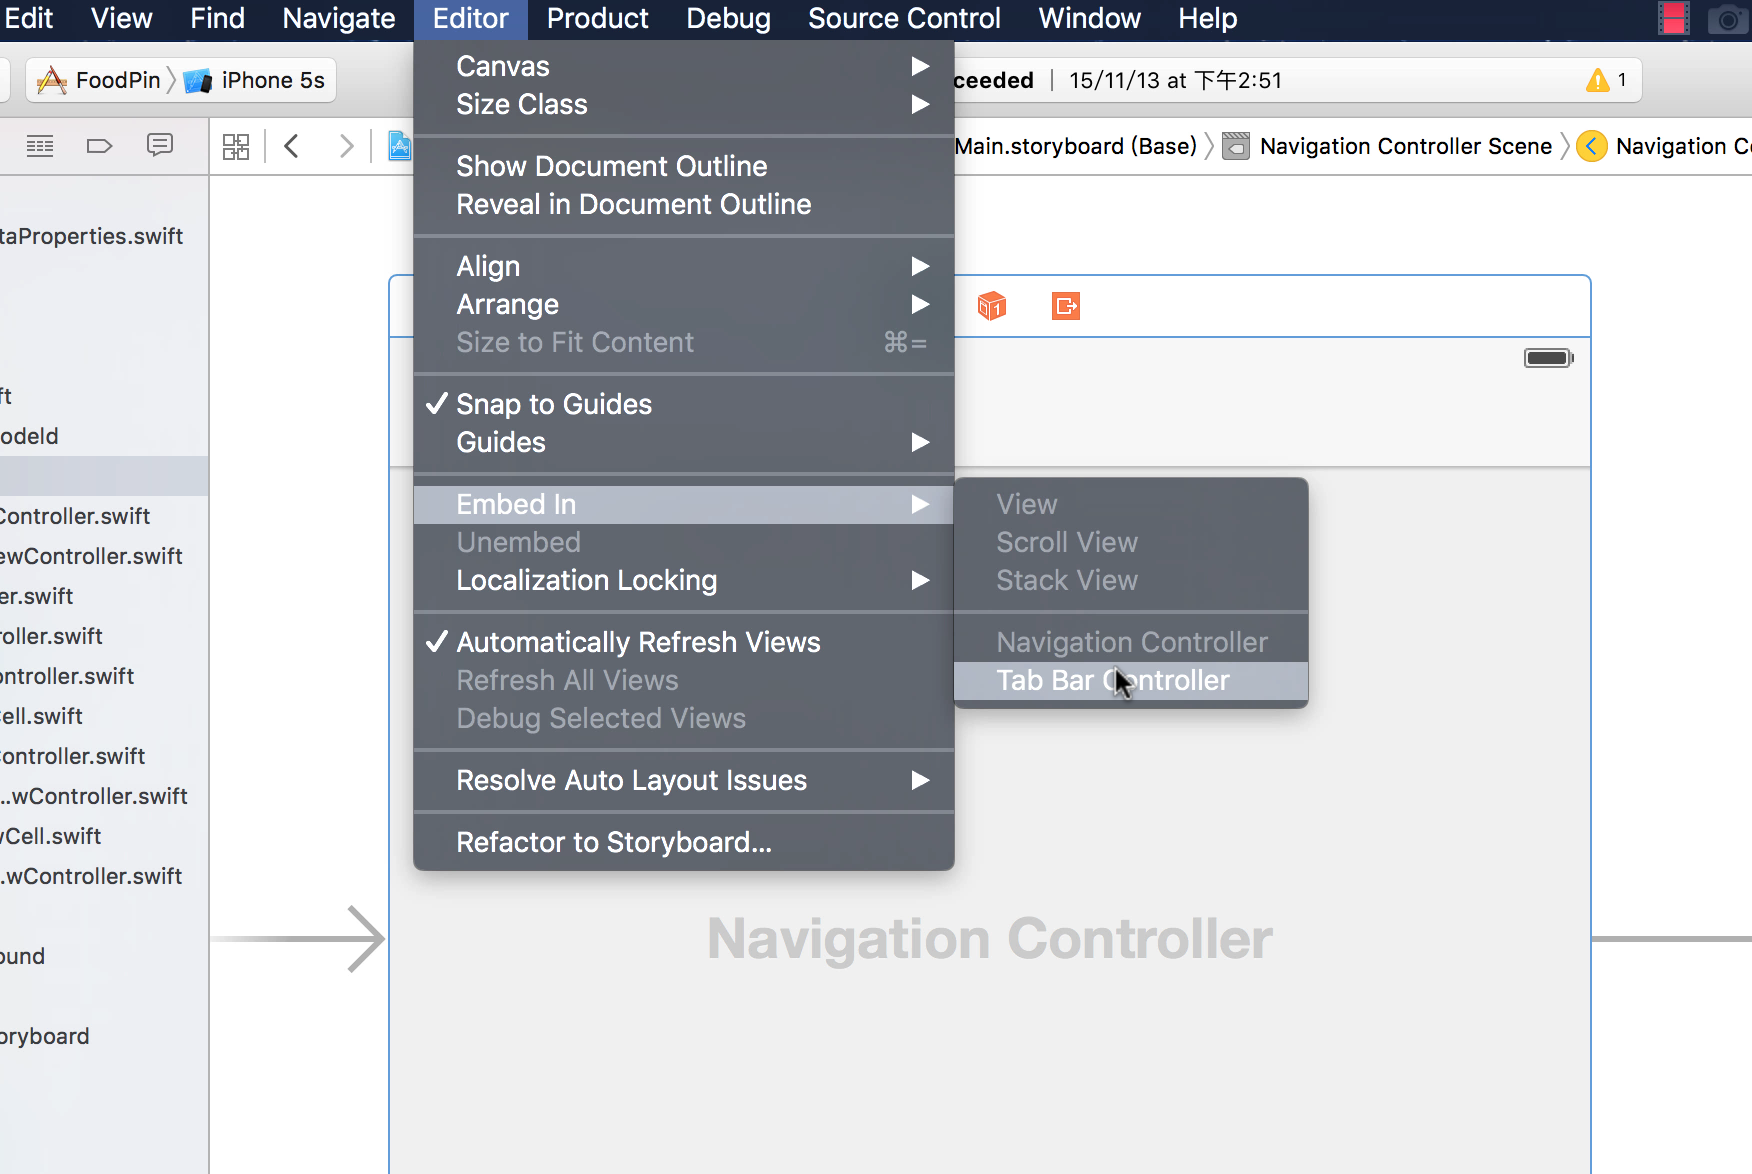 Edit View Find Navigate Editor Product Debug Source Control Window Help
FoodPin iPhone 5s
ceeded | 15/11/13 at 下午2:51
1
Main.storyboard (Base) Navigation Controller Scene Navigation Co
taProperties.swift
ft
odeld
Controller.swift
ewController.swift
er.swift
roller.swift
ontroller.swift
Cell.swift
Controller.swift
...wController.swift
wCell.swift
...wController.swift
ound
oryboard
Canvas
Size Class
Show Document Outline
Reveal in Document Outline
Align
Arrange
Size to Fit Content ⌘=
✓ Snap to Guides
Guides
Embed In
Unembed
Localization Locking
✓ Automatically Refresh Views
Refresh All Views
Debug Selected Views
Resolve Auto Layout Issues
Refactor to Storyboard...
View
Scroll View
Stack View
Navigation Controller
Tab Bar Controller
Navigation Controller